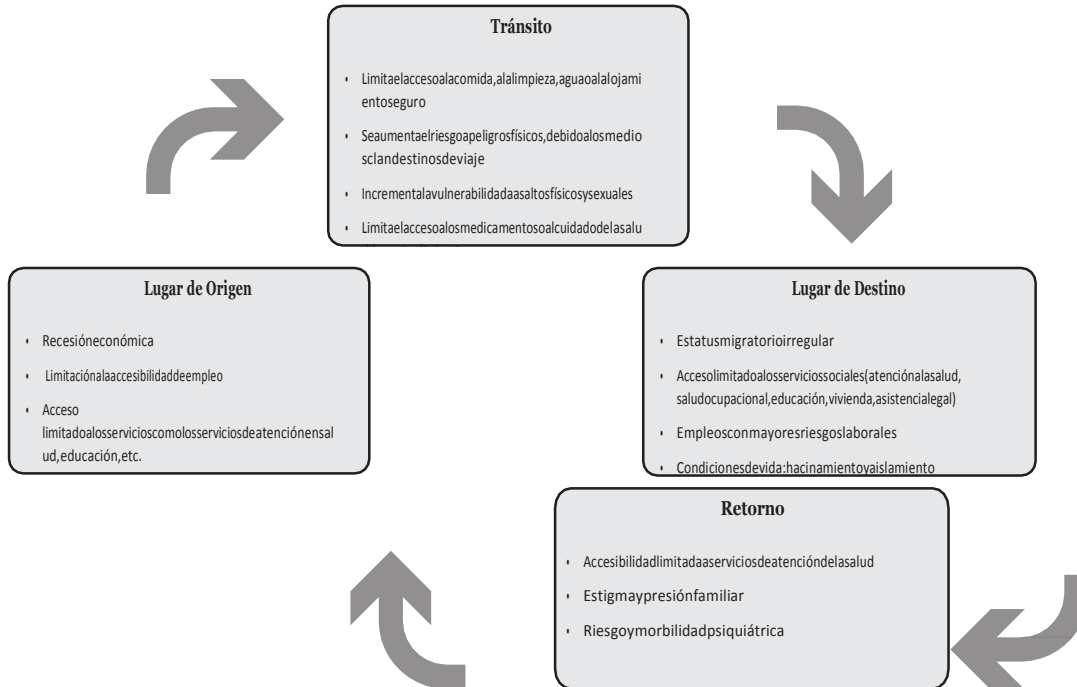 Tránsito
• Limitaelaccesoalacomida,alalimpieza,aguaoalalojami
entoseguro
• Seaumentaelriesgoapeligrosfísicos,debidoalosmedio
sclandestinosdeviaje
• Incrementalavulnerabilidadaasaltosfísicosysexuales
• Limitaelaccesoalosmedicamentosoalcuidadodelasalu
Lugar de Origen
• Recesióneconómica
• Limitaciónalaaccesibilidaddeempleo
• Acceso
limitadoalosservicioscomolosserviciosdeatenciónensal
ud,educación,etc.
Lugar de Destino
• Estatusmigratorioirregular
• Accesolimitadoalosserviciossociales(atenciónalasalud,
saludocupacional,educación,vivienda,asistencialegal)
• Empleosconmayoresriesgoslaborales
• Condicionesdevida:hacinamientoyaislamiento
Retorno
• Accesibilidadlimitadaaserviciosdeatencióndelasalud
• Estigmaypresiónfamiliar
• Riesgoymorbilidadpsiquiátrica